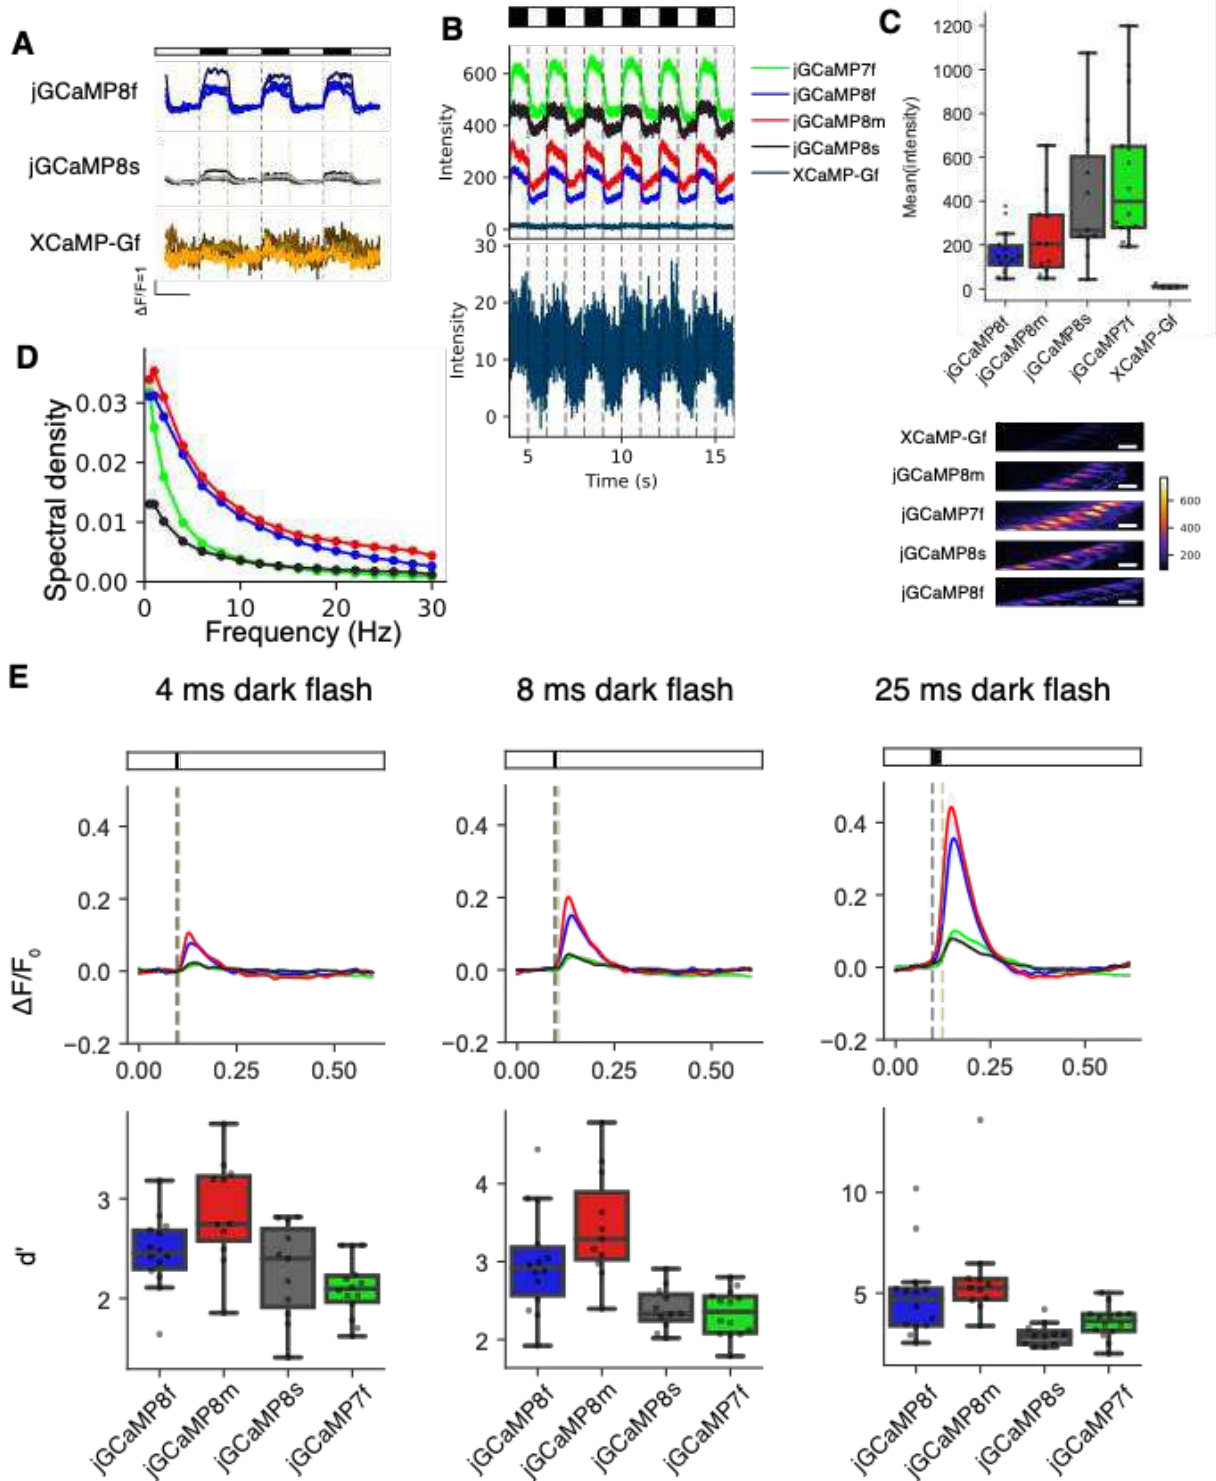 A
jGCaMP8f
jGCaMP8s
XCaMP-Gf
ΔF/F=1
B
Intensity
600
400
200
0
jGCaMP7f
jGCaMP8f
jGCaMP8m
jGCaMP8s
XCaMP-Gf
Intensity
30
20
10
0
5
10
15
Time (s)
C
Mean(intensity)
1200
1000
800
600
400
200
0
jGCaMP8f
jGCaMP8m
jGCaMP8s
jGCaMP7f
XCaMP-Gf
XCaMP-Gf
jGCaMP8m
jGCaMP7f
jGCaMP8s
jGCaMP8f
600
400
200
D
Spectral density
0.03
0.02
0.01
0.00
0
10
20
30
Frequency (Hz)
E
4 ms dark flash
8 ms dark flash
25 ms dark flash
ΔF/F₀
0.4
0.2
0.0
−0.2
0.00
0.25
0.50
0.4
0.2
0.0
−0.2
0.00
0.25
0.50
0.4
0.2
0.0
−0.2
0.00
0.25
0.50
d'
3
2
jGCaMP8f
jGCaMP8m
jGCaMP8s
jGCaMP7f
4
3
2
jGCaMP8f
jGCaMP8m
jGCaMP8s
jGCaMP7f
10
5
jGCaMP8f
jGCaMP8m
jGCaMP8s
jGCaMP7f